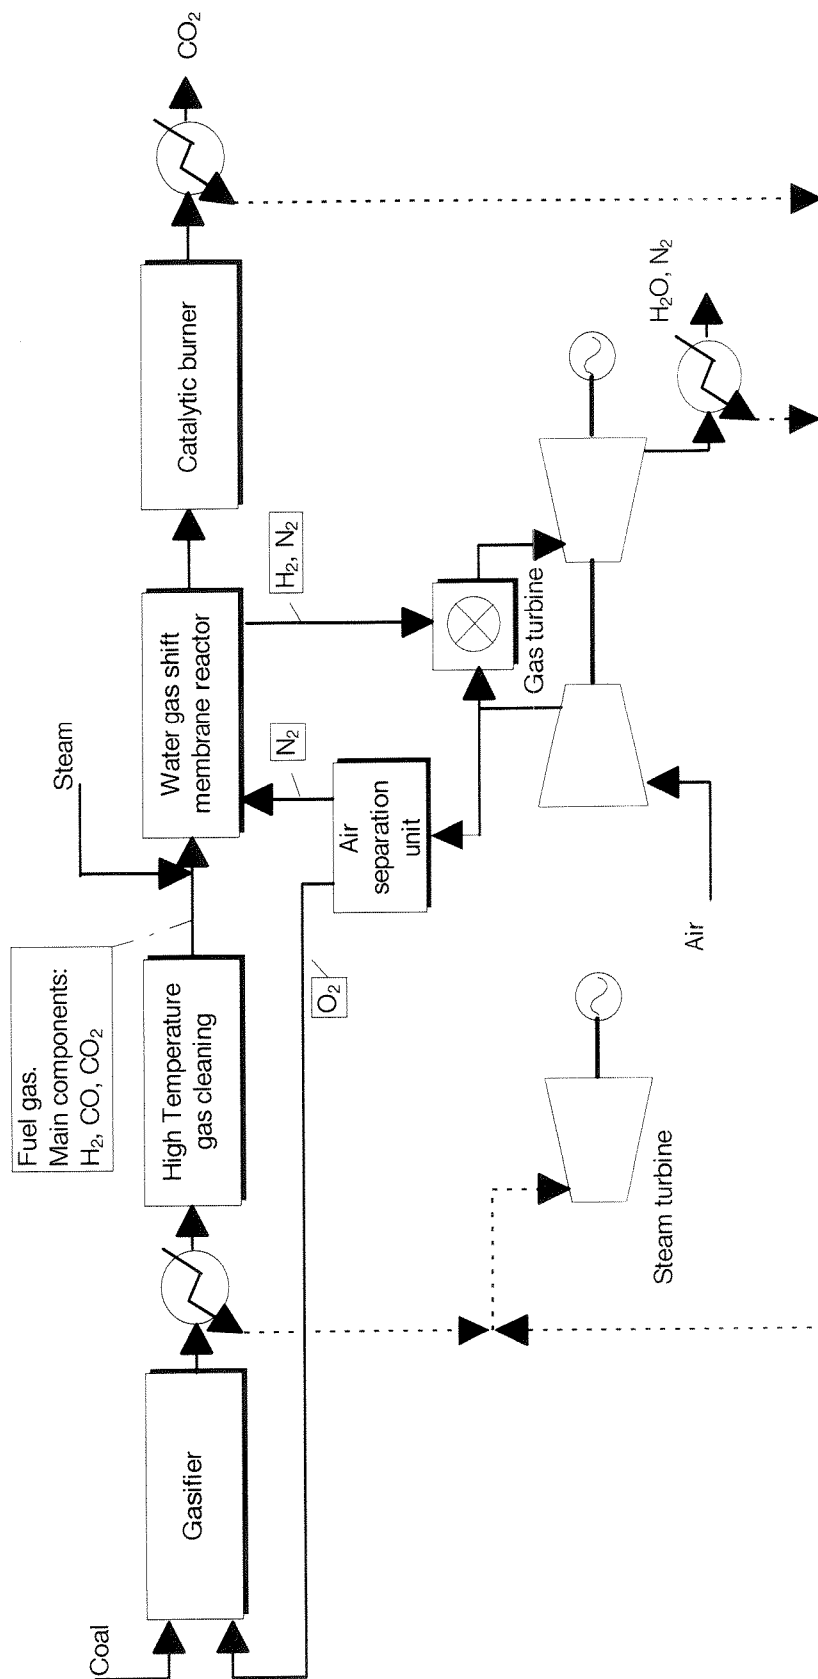 Coal
Gasifier
Fuel gas.
Main components:
H₂, CO, CO₂
High Temperature
gas cleaning
Steam
Water gas shift
membrane reactor
Catalytic burner
CO₂
O₂
N₂
H₂, N₂
Air
separation
unit
Gas turbine
H₂O, N₂
Air
Steam turbine